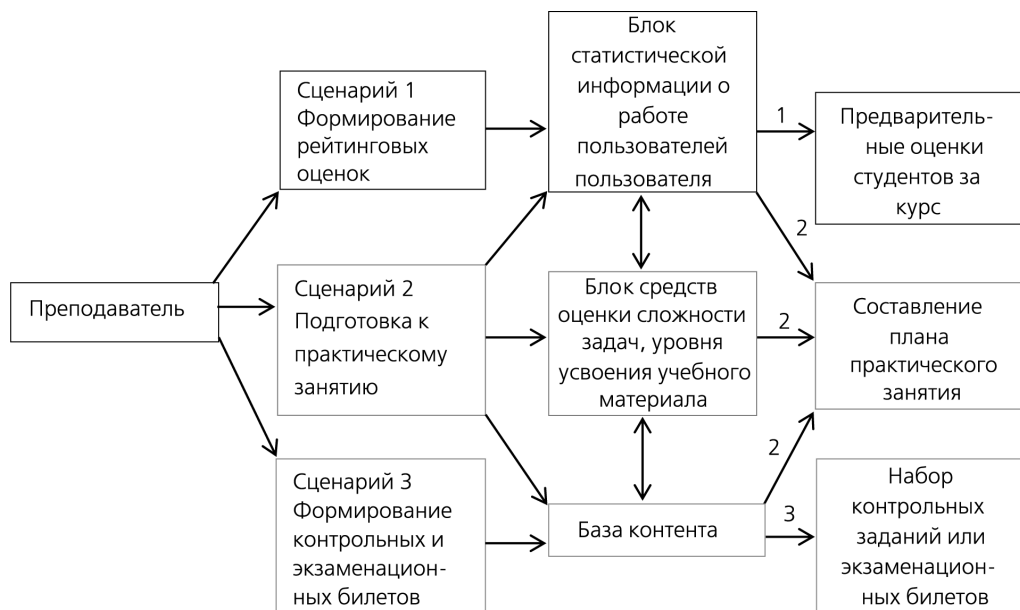 Преподаватель
Сценарий 1
Формирование
рейтинговых
оценок
Сценарий 2
Подготовка к
практическому
занятию
Сценарий 3
Формирование
контрольных и
экзаменацион-
ных билетов
Блок
статистической
информации о
работе
пользователей
пользователя
Блок средств
оценки сложности
задач, уровня
усвоения учебного
материала
База контента
1
2
2
2
3
Предваритель-
ные оценки
студентов за
курс
Составление
плана
практического
занятия
Набор
контрольных
заданий или
экзаменацион-
ных билетов